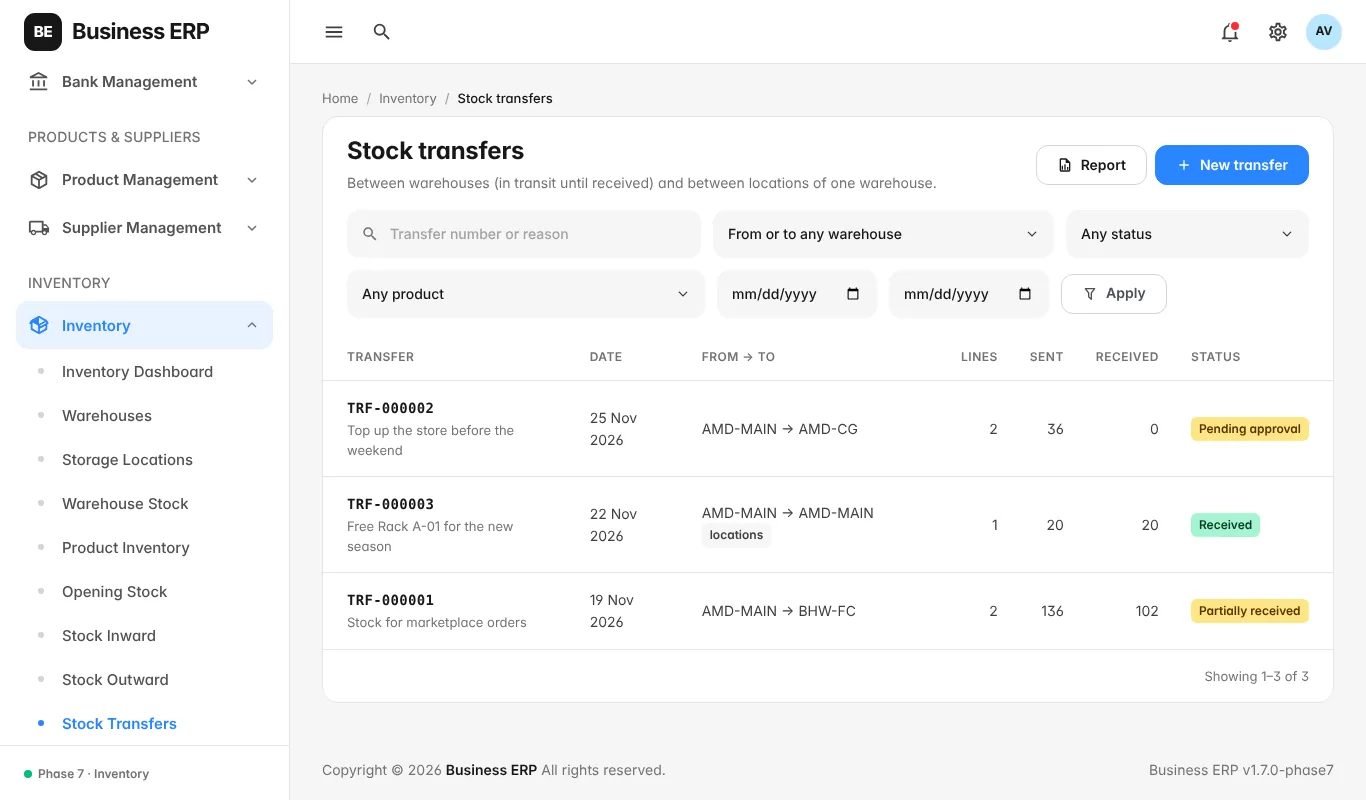 BE Business ERP
Bank Management
PRODUCTS & SUPPLIERS
Product Management
Supplier Management
INVENTORY
Inventory
Inventory Dashboard
Warehouses
Storage Locations
Warehouse Stock
Product Inventory
Opening Stock
Stock Inward
Stock Outward
Stock Transfers
Phase 7 · Inventory
AV
Home / Inventory / Stock transfers
Stock transfers
Between warehouses (in transit until received) and between locations of one warehouse.
Report
+ New transfer
Transfer number or reason
From or to any warehouse
Any status
Any product
mm/dd/yyyy
mm/dd/yyyy
Apply
TRANSFER DATE FROM → TO LINES SENT RECEIVED STATUS
TRF-000002
Top up the store before the
weekend
25 Nov
2026
AMD-MAIN → AMD-CG
2 36 0 Pending approval
TRF-000003
Free Rack A-01 for the new
season
22 Nov
2026
AMD-MAIN → AMD-MAIN
locations
1 20 20 Received
TRF-000001
Stock for marketplace orders
19 Nov
2026
AMD-MAIN → BHW-FC
2 136 102 Partially received
Showing 1–3 of 3
Copyright © 2026 Business ERP All rights reserved.
Business ERP v1.7.0-phase7